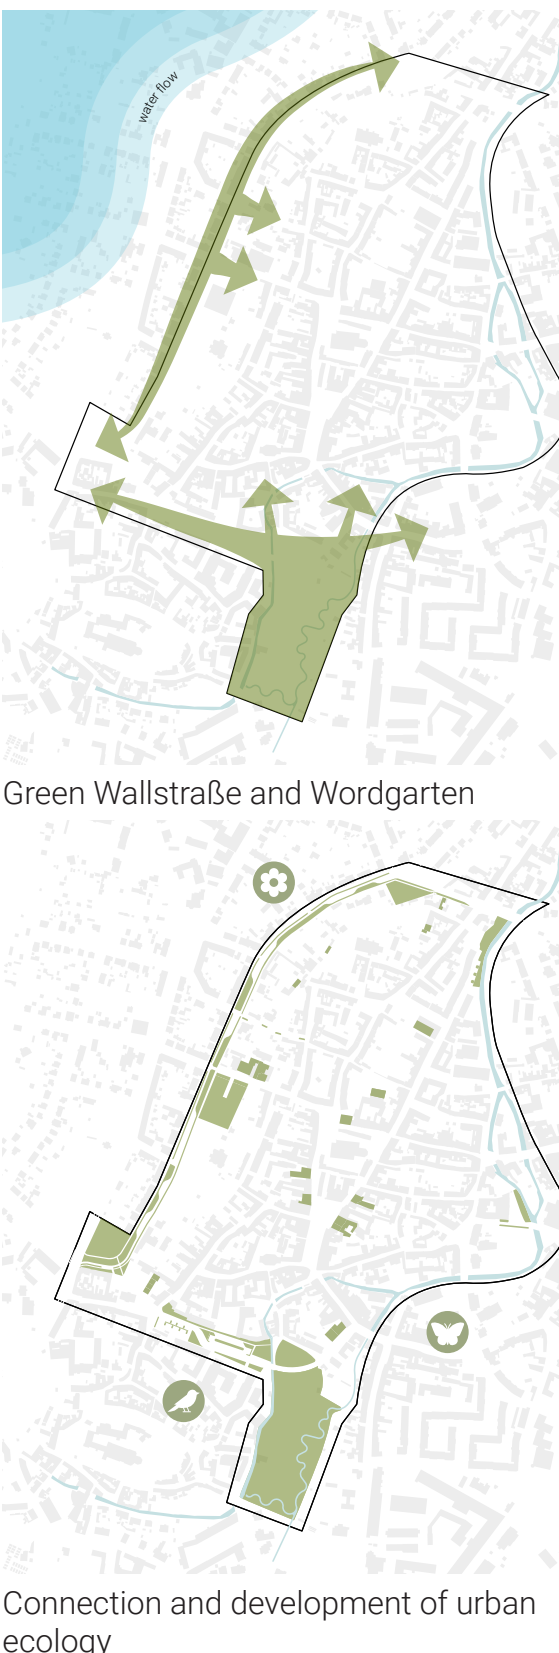 water flow
Green Wallstraße and Wordgarten
Connection and development of urban
ecology